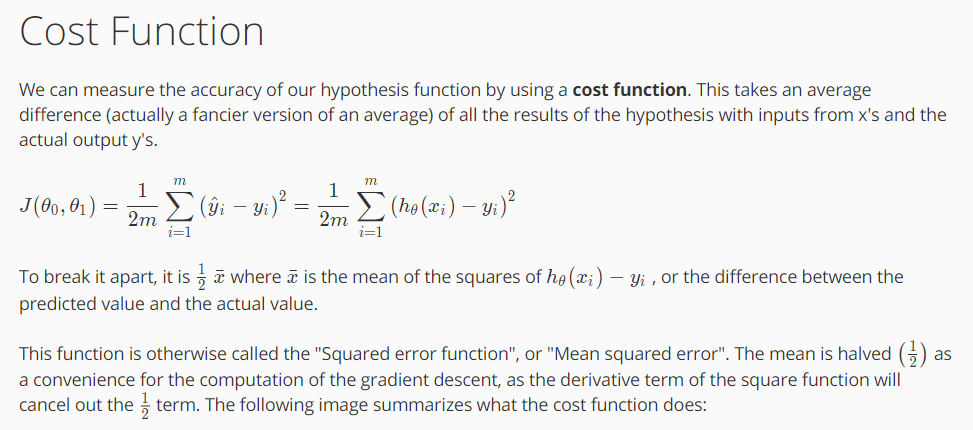 Cost Function
We can measure the accuracy of our hypothesis function by using a cost function. This takes an average
difference (actually a fancier version of an average) of all the results of the hypothesis with inputs from x's and the
actual output y's.
J(θ₀, θ₁) = 1/2m ∑ᵢ₌₁ᵐ (ŷᵢ − yᵢ)² = 1/2m ∑ᵢ₌₁ᵐ (hθ(xᵢ) − yᵢ)²
To break it apart, it is 1/2 x̄ where x̄ is the mean of the squares of hθ(xᵢ) − yᵢ , or the difference between the
predicted value and the actual value.
This function is otherwise called the "Squared error function", or "Mean squared error". The mean is halved (1/2) as
a convenience for the computation of the gradient descent, as the derivative term of the square function will
cancel out the 1/2 term. The following image summarizes what the cost function does: